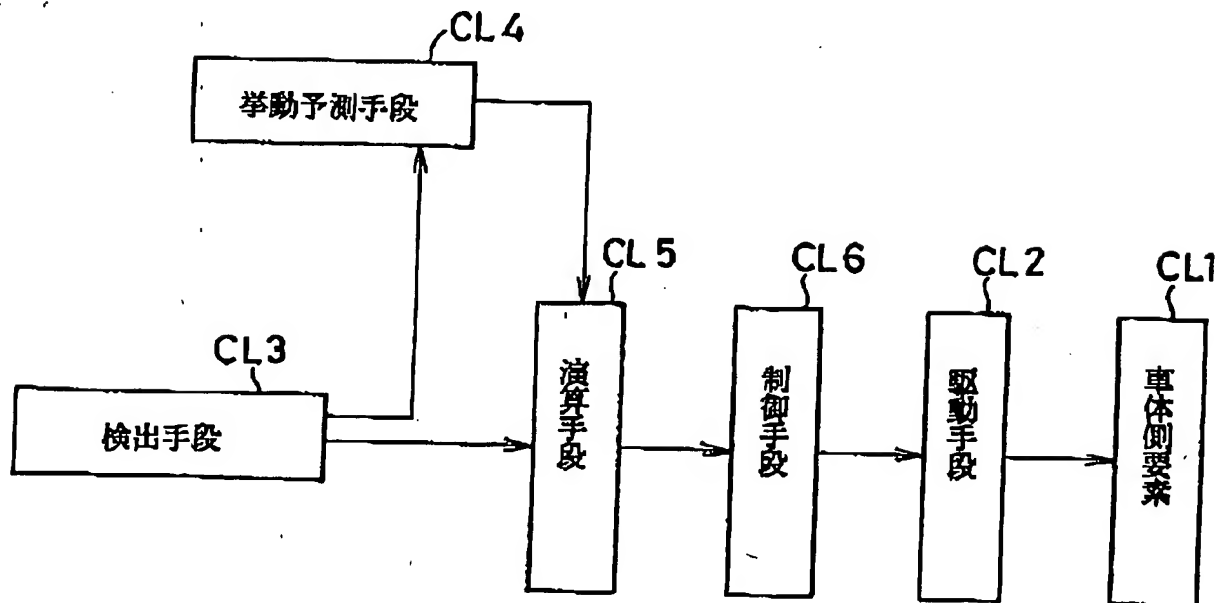 CL4
挙動予測手段
CL5
CL6
CL2
CL1
CL3
検出手段
演算手段
制御手段
駆動手段
車体側要素